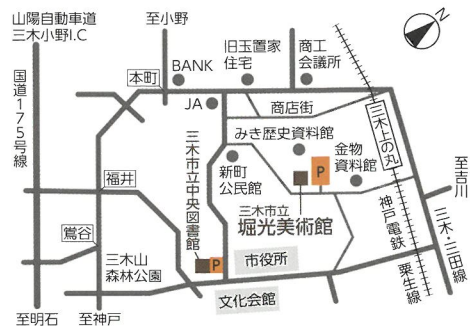 山陽自動車道
三木小野I.C
至小野
旧玉置家
住宅
商工
会議所
N
BANK
本町
JA
商店街
三木上の丸
国道175号線
みき歴史資料館
金物
資料館
P
新町
公民館
三木市立中央図書館
福井
三木市立
堀光美術館
至吉川
神戸電鉄
粟生線
三木・三田線
鶯谷
三木山
森林公園
市役所
P
文化会館
至明石
至神戸